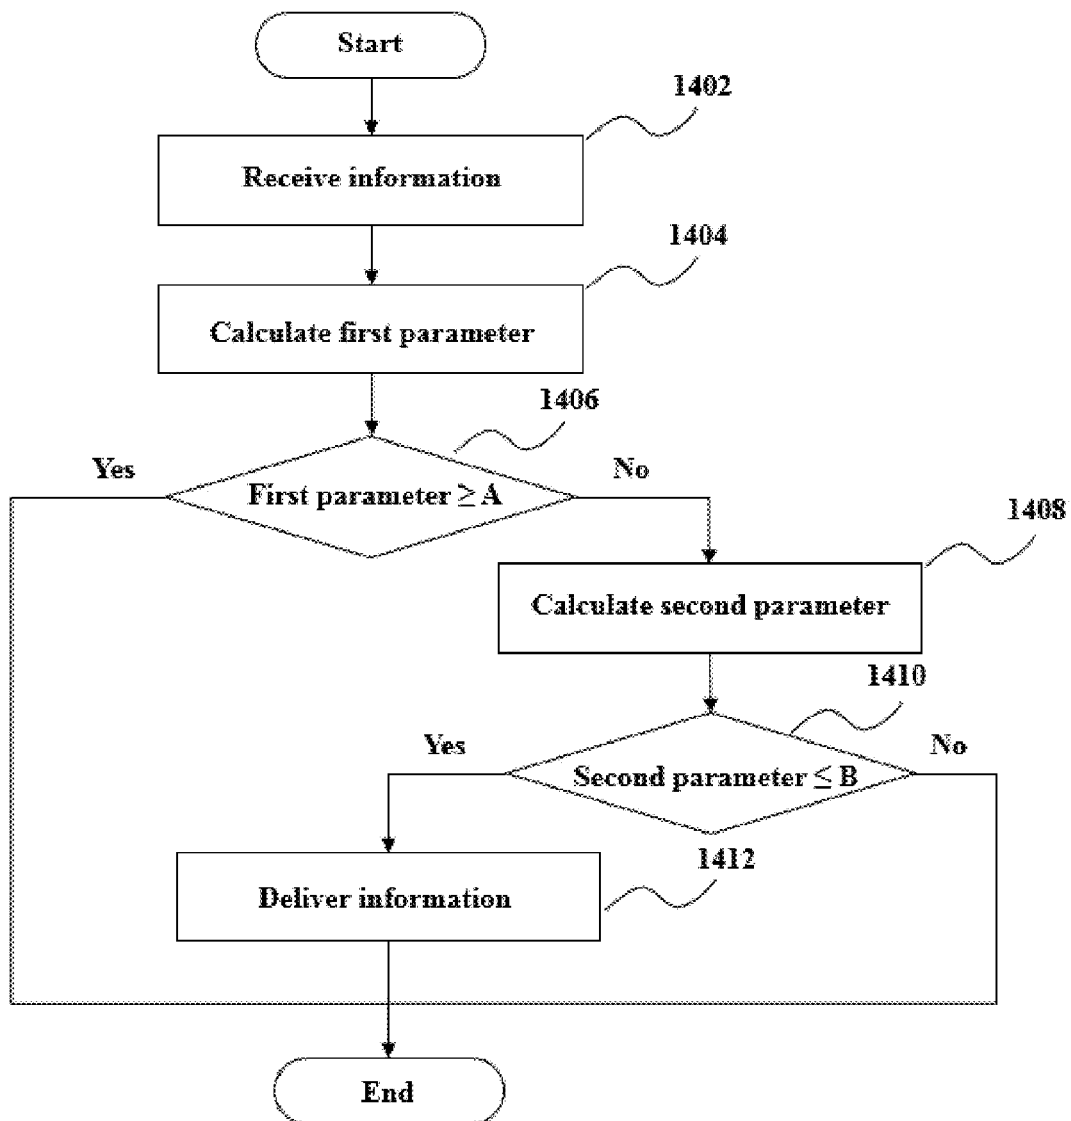 Start
1402
Receive information
1404
Calculate first parameter
1406
Yes
No
First parameter ≥ A
1408
Calculate second parameter
1410
Yes
No
Second parameter ≤ B
1412
Deliver information
End